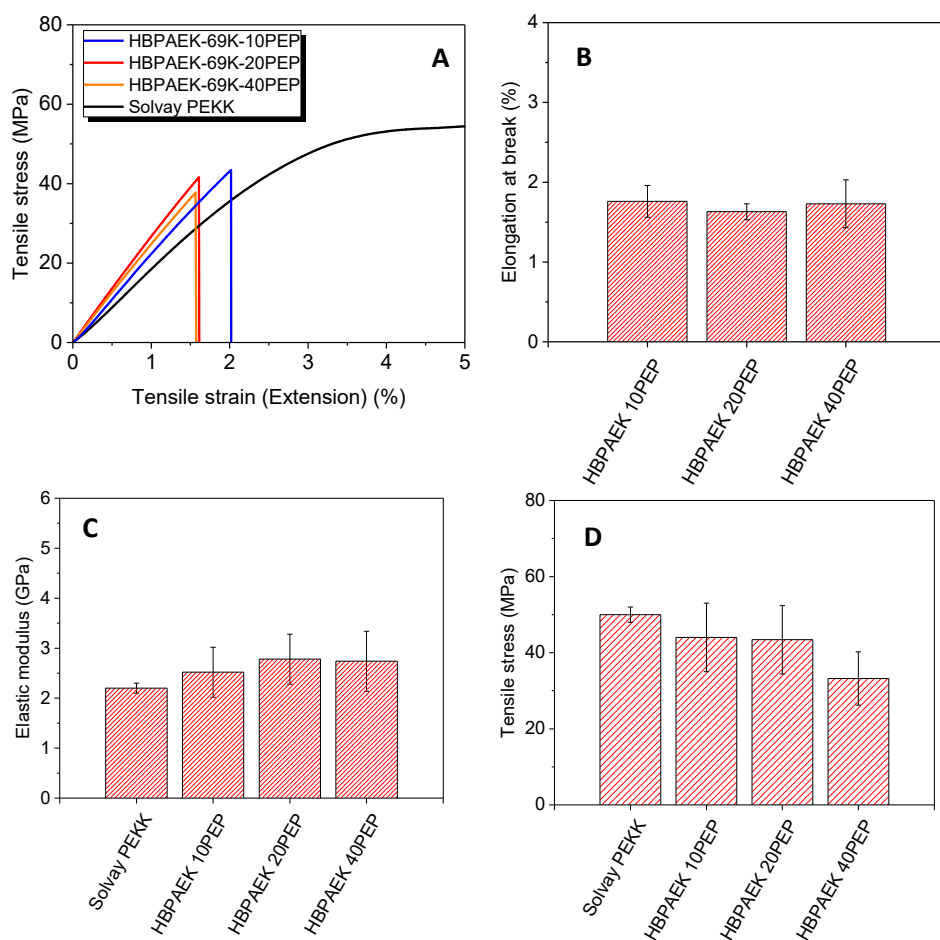 HBPAEK-69K-10PEP
HBPAEK-69K-20PEP
HBPAEK-69K-40PEP
Solvay PEKK
A
Tensile stress (MPa)
80
60
40
20
0
0 1 2 3 4 5
Tensile strain (Extension) (%)
B
Elongation at break (%)
4
2
0
HBPAEK 10PEP
HBPAEK 20PEP
HBPAEK 40PEP
C
Elastic modulus (GPa)
6
5
4
3
2
1
0
Solvay PEKK
HBPAEK 10PEP
HBPAEK 20PEP
HBPAEK 40PEP
D
Tensile stress (MPa)
80
60
40
20
0
Solvay PEKK
HBPAEK 10PEP
HBPAEK 20PEP
HBPAEK 40PEP